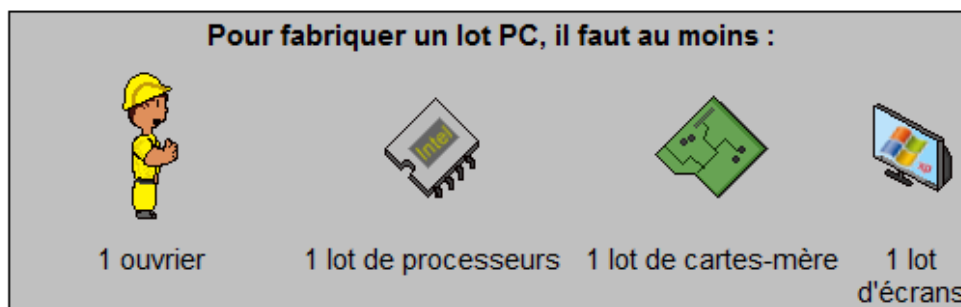 Pour fabriquer un lot PC, il faut au moins :
Intel
xp
1 ouvrier
1 lot de processeurs
1 lot de cartes-mère
1 lot
d'écrans